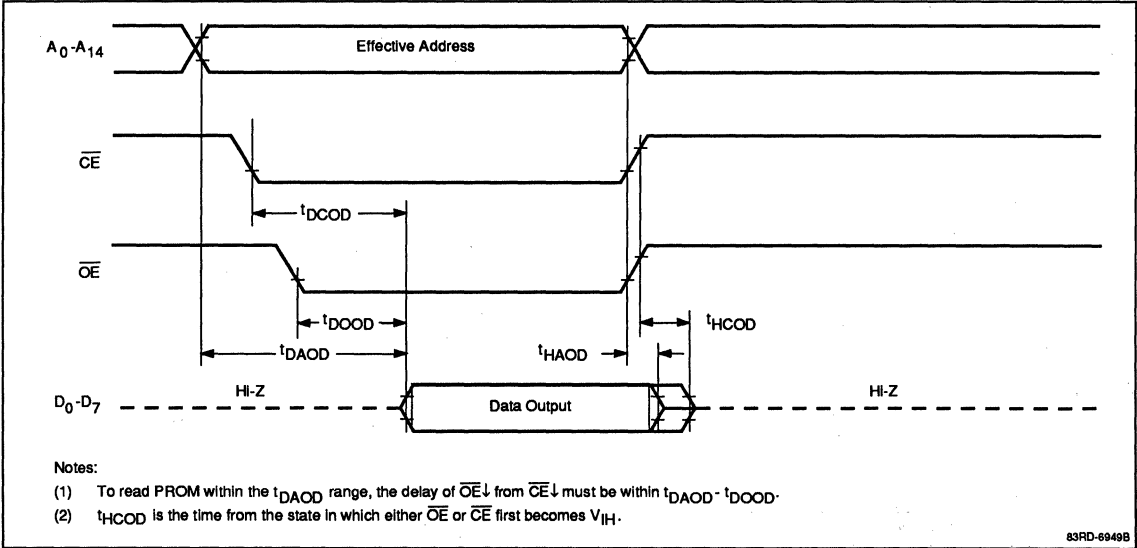 A0-A14
Effective Address
CE
tDCOD
OE
tDOOD
tHCOD
tDAOD
tHAOD
D0-D7
Hi-Z
Data Output
Hi-Z
Notes:
(1) To read PROM within the tDAOD range, the delay of OE↓ from CE↓ must be within tDAOD- tDOOD.
(2) tHCOD is the time from the state in which either OE or CE first becomes VIH.
83RD-6949B